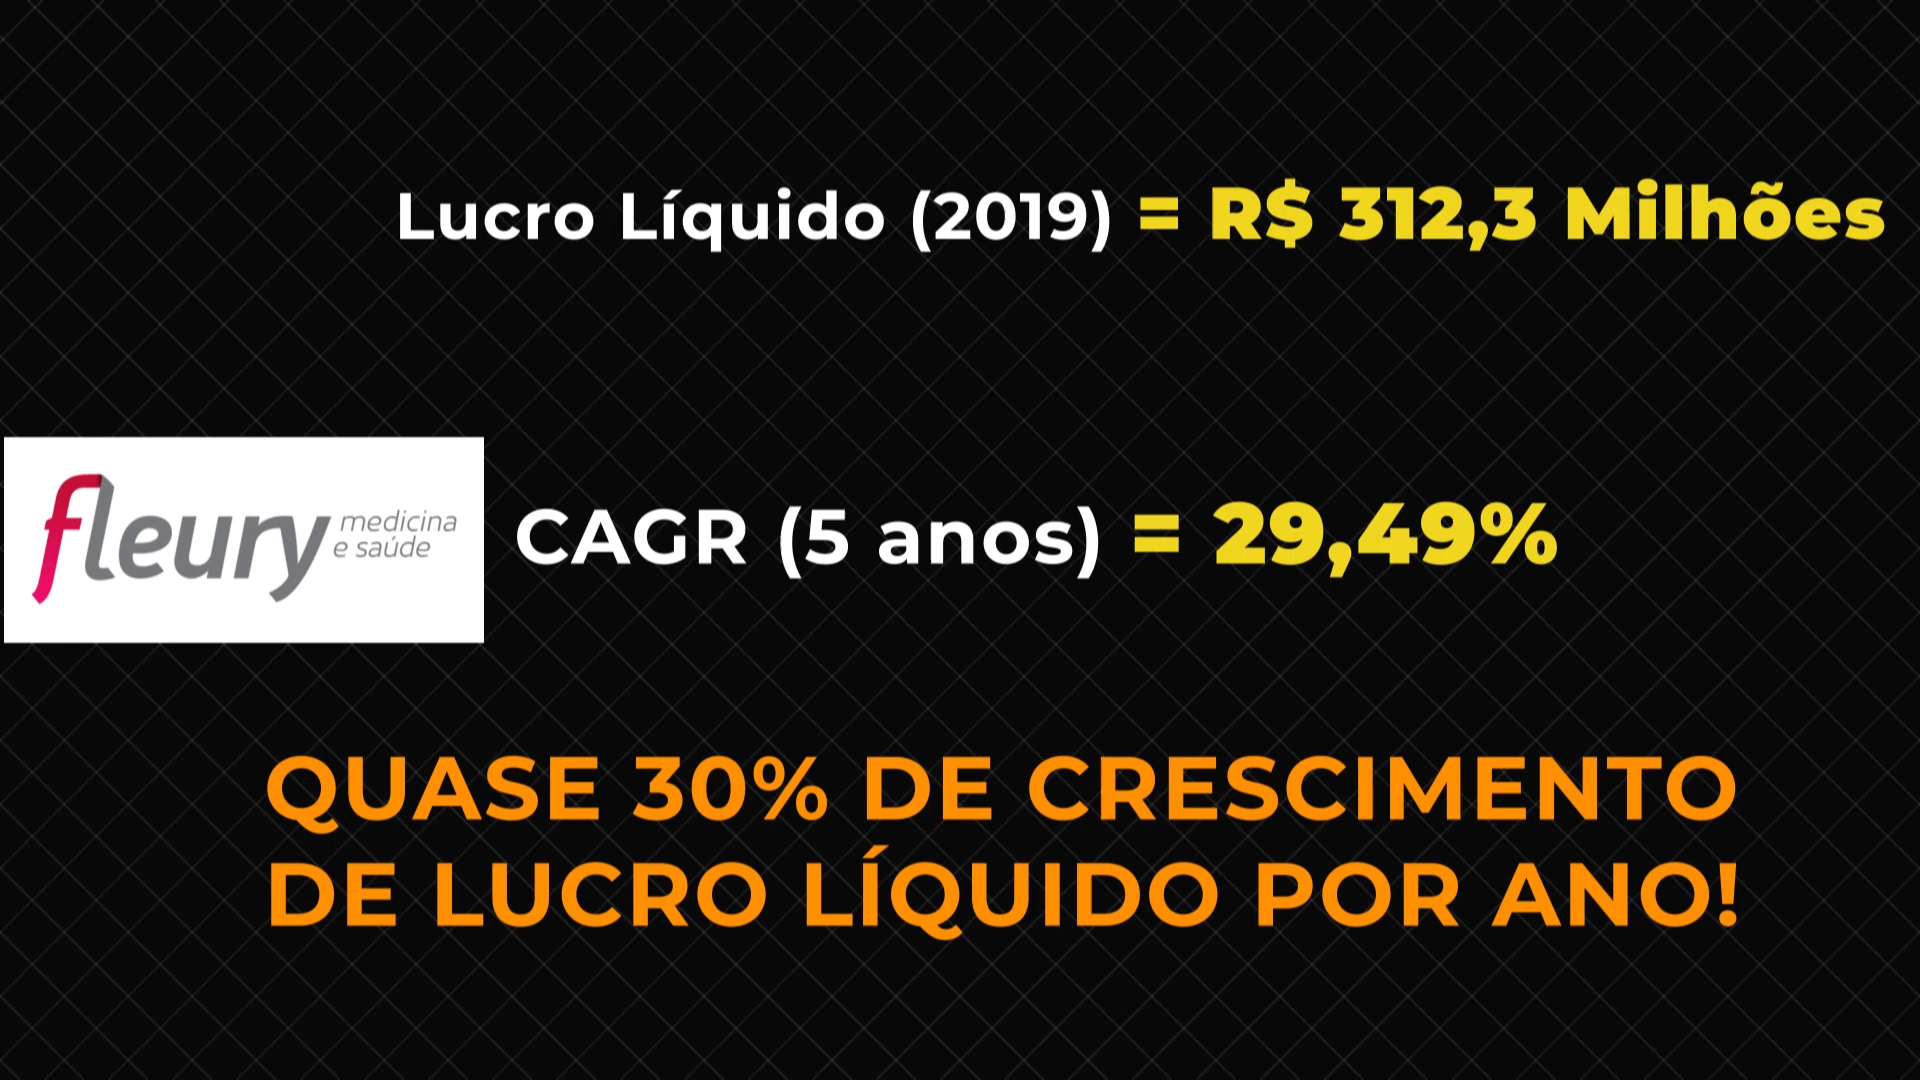 Lucro Líquido (2019) = R$ 312,3 Milhões
fleury medicina
e saúde
CAGR (5 anos) = 29,49%
QUASE 30% DE CRESCIMENTO
DE LUCRO LÍQUIDO POR ANO!